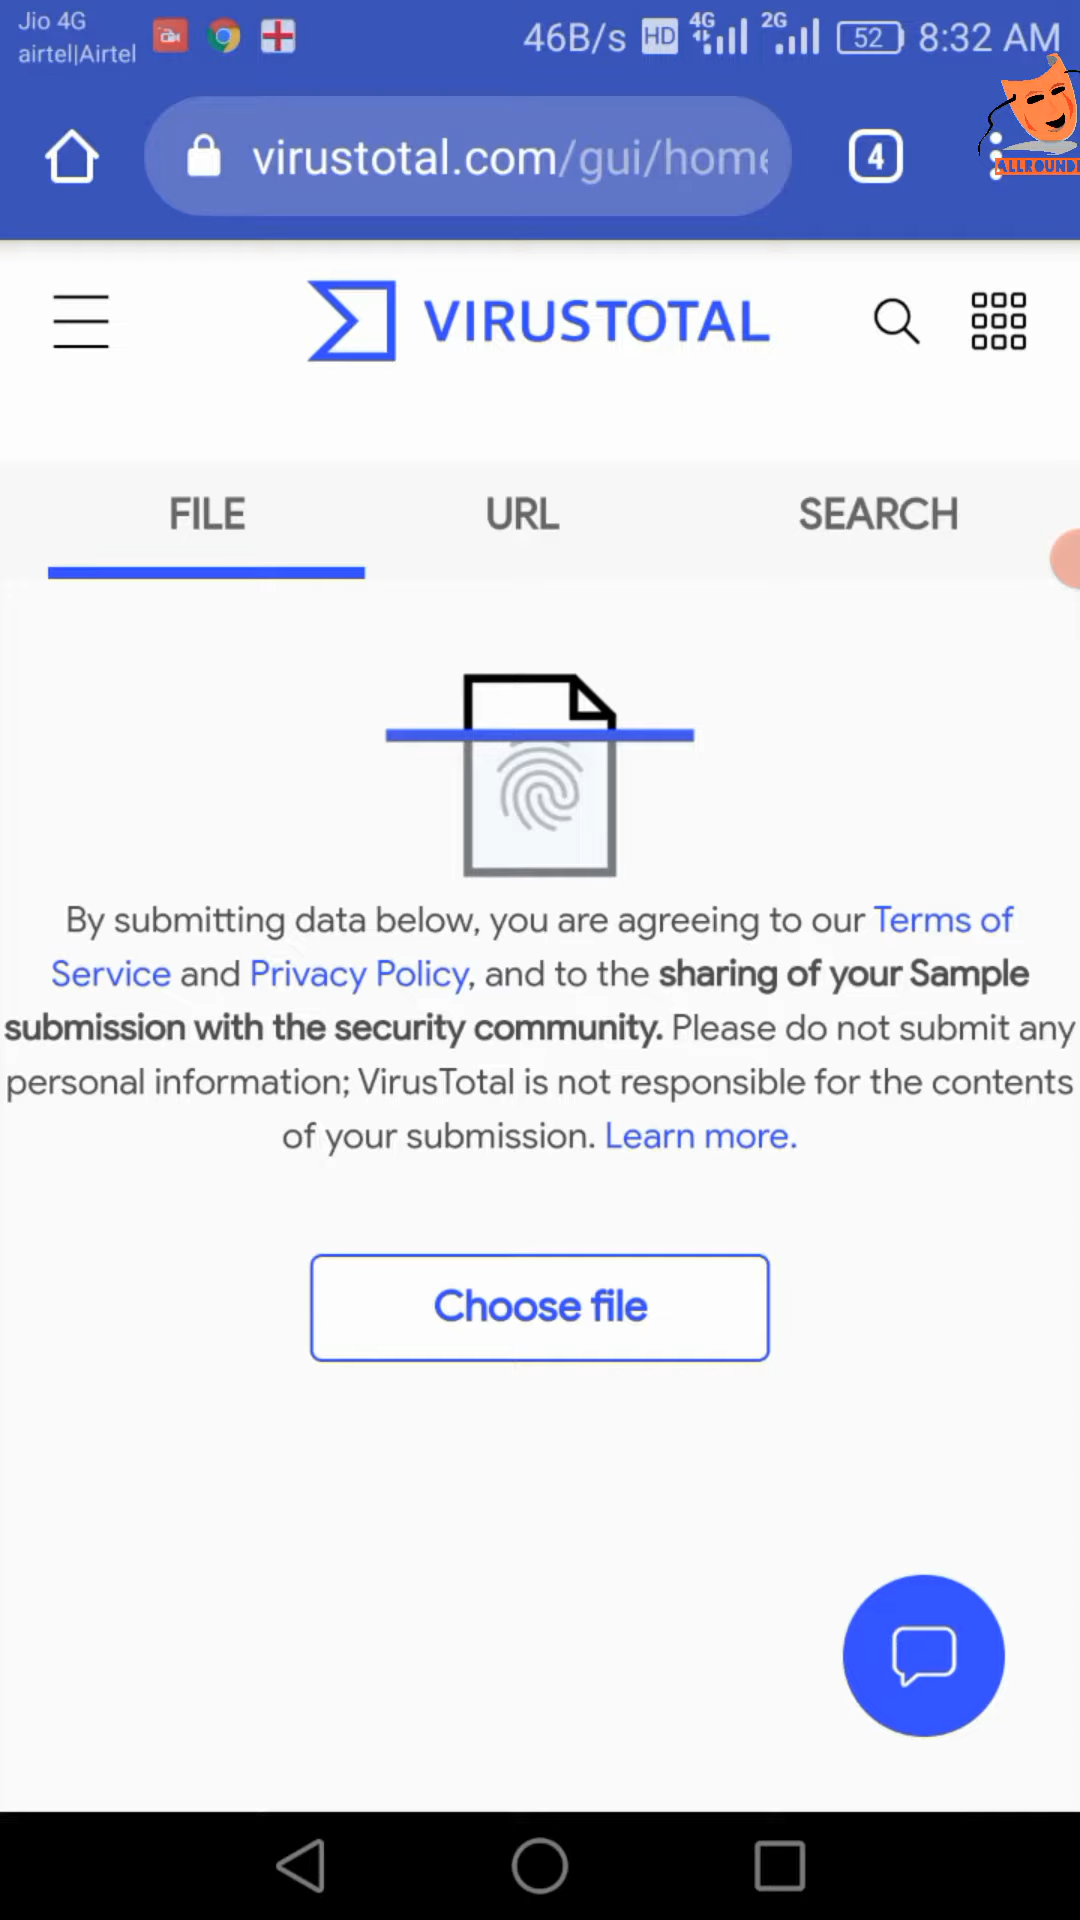 Jio 4G
airtel|Airtel
46B/s HD 4G 2G 52 8:32 AM
virustotal.com/gui/home
4
ALLROUND
VIRUSTOTAL
FILE URL SEARCH
By submitting data below, you are agreeing to our Terms of
Service and Privacy Policy, and to the sharing of your Sample
submission with the security community. Please do not submit any
personal information; VirusTotal is not responsible for the contents
of your submission. Learn more.
Choose file